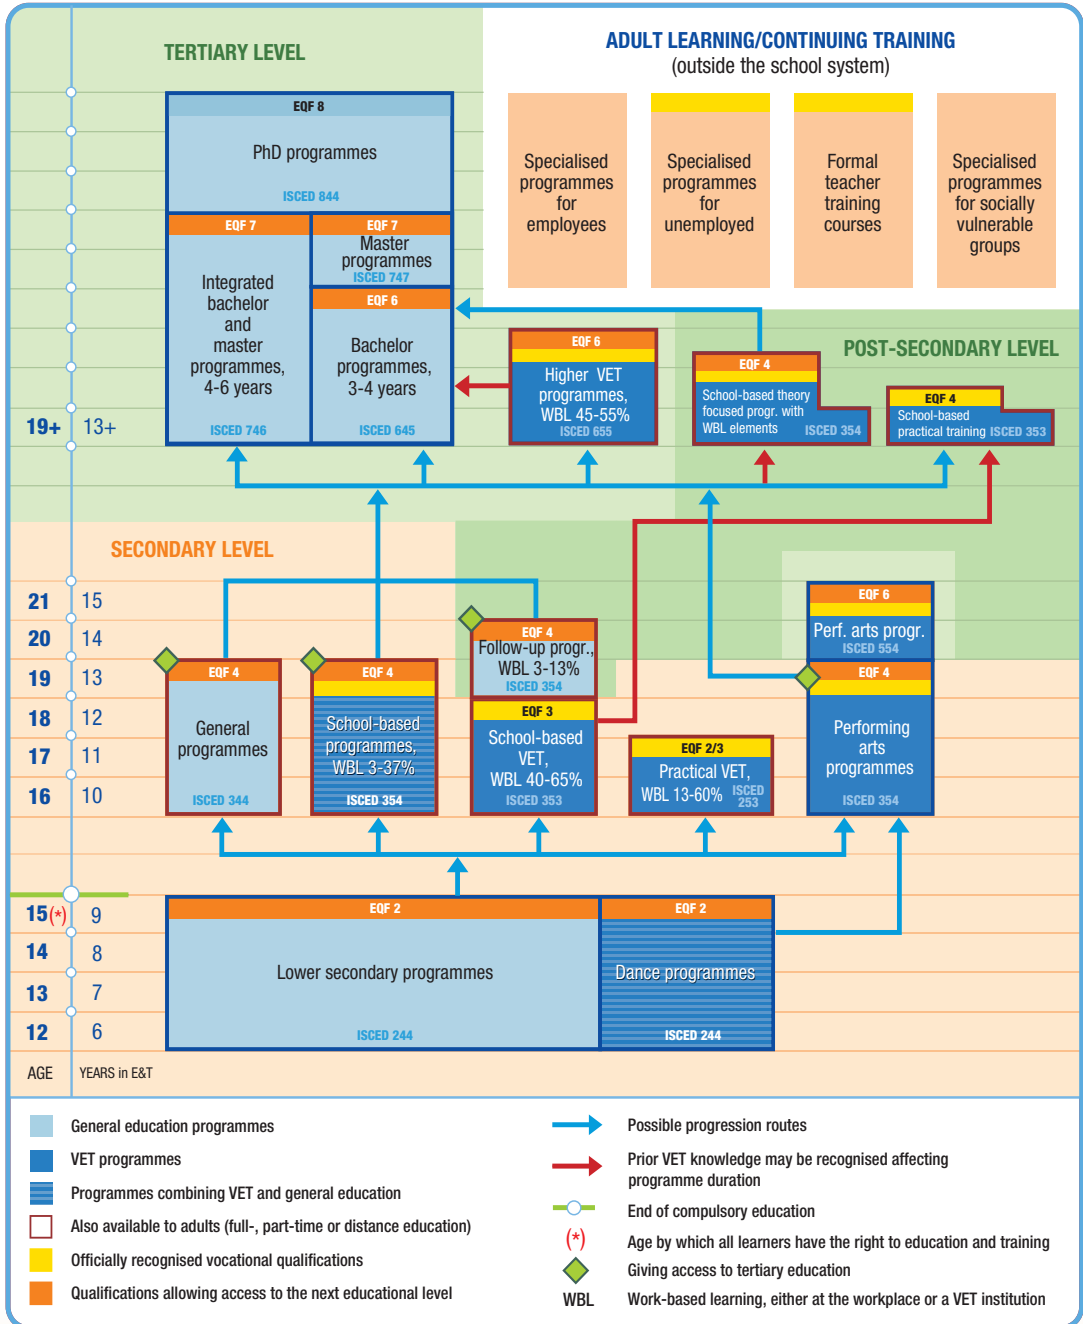 TERTIARY LEVEL
ADULT LEARNING/CONTINUING TRAINING
(outside the school system)
EQF 8
PhD programmes
ISCED 844
Specialised
programmes
for
employees
Specialised
programmes
for
unemployed
Formal
teacher
training
courses
Specialised
programmes
for socially
vulnerable
groups
EQF 7
Integrated
bachelor
and
master
programmes,
4-6 years
ISCED 746
EQF 7
Master
programmes
ISCED 747
EQF 6
Bachelor
programmes,
3-4 years
ISCED 645
EQF 6
Higher VET
programmes,
WBL 45-55%
ISCED 655
POST-SECONDARY LEVEL
EQF 4
School-based theory
focused progr. with
WBL elements
ISCED 354
EQF 4
School-based
practical training ISCED 353
19+ 13+
SECONDARY LEVEL
21 15
20 14
19 13
18 12
17 11
16 10
EQF 4
General
programmes
ISCED 344
EQF 4
School-based
programmes,
WBL 3-37%
ISCED 354
EQF 4
Follow-up progr.,
WBL 3-13%
ISCED 354
EQF 3
School-based
VET,
WBL 40-65%
ISCED 353
EQF 2/3
Practical VET,
WBL 13-60%
ISCED
253
EQF 6
Perf. arts progr.
ISCED 554
EQF 4
Performing
arts
programmes
ISCED 354
15(*) 9
14 8
13 7
12 6
EQF 2
Lower secondary programmes
ISCED 244
EQF 2
Dance programmes
ISCED 244
AGE YEARS in E&T
General education programmes
VET programmes
Programmes combining VET and general education
Also available to adults (full-, part-time or distance education)
Officially recognised vocational qualifications
Qualifications allowing access to the next educational level
Possible progression routes
Prior VET knowledge may be recognised affecting
programme duration
End of compulsory education
(*) Age by which all learners have the right to education and training
Giving access to tertiary education
WBL Work-based learning, either at the workplace or a VET institution